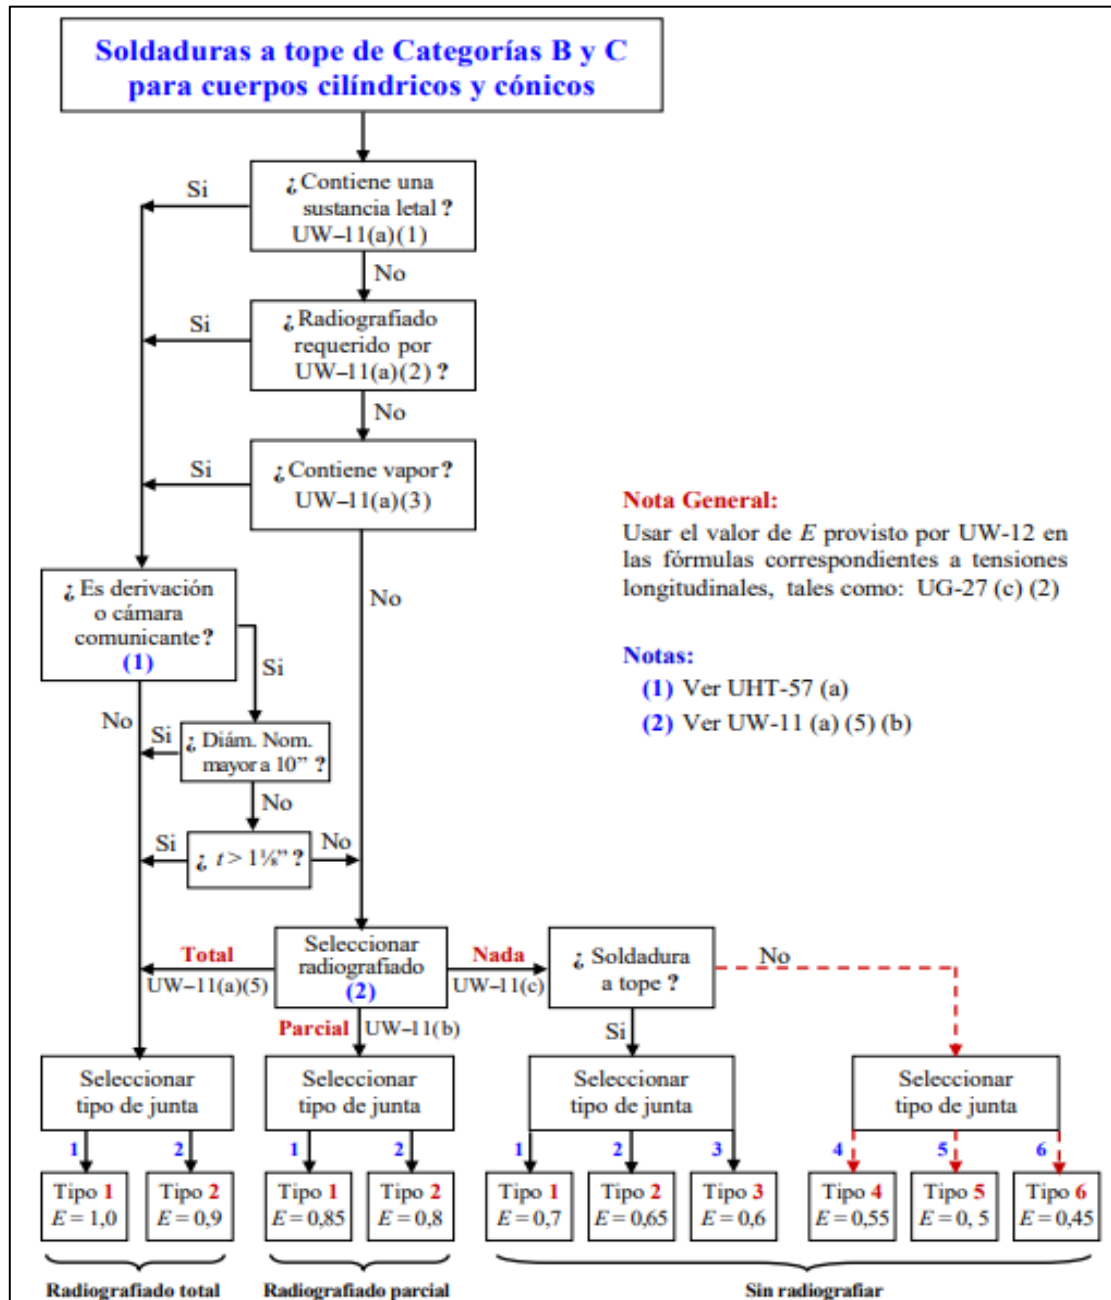 Soldaduras a tope de Categorías B y C
para cuerpos cilíndricos y cónicos
¿Contiene una
sustancia letal?
UW–11(a)(1)
Si
No
¿Radiografiado
requerido por
UW–11(a)(2)?
Si
No
¿Contiene vapor?
UW–11(a)(3)
Si
No
Nota General:
Usar el valor de E provisto por UW-12 en
las fórmulas correspondientes a tensiones
longitudinales, tales como: UG-27 (c) (2)
Notas:
(1) Ver UHT-57 (a)
(2) Ver UW-11 (a) (5) (b)
¿Es derivación
o cámara
comunicante?
(1)
Si
No
¿Diám. Nom.
mayor a 10” ?
Si
No
¿ t > 1⅛” ?
Si
No
Seleccionar
radiografiado
(2)
Total
UW–11(a)(5)
Nada
UW–11(c)
Parcial
UW–11(b)
¿ Soldadura
a tope ?
No
Si
Seleccionar
tipo de junta
Seleccionar
tipo de junta
Seleccionar
tipo de junta
Seleccionar
tipo de junta
1
2
1
2
1
2
3
4
5
6
Tipo 1
E = 1,0
Tipo 2
E = 0,9
Tipo 1
E = 0,85
Tipo 2
E = 0,8
Tipo 1
E = 0,7
Tipo 2
E = 0,65
Tipo 3
E = 0,6
Tipo 4
E = 0,55
Tipo 5
E = 0, 5
Tipo 6
E = 0,45
Radiografiado total
Radiografiado parcial
Sin radiografiar